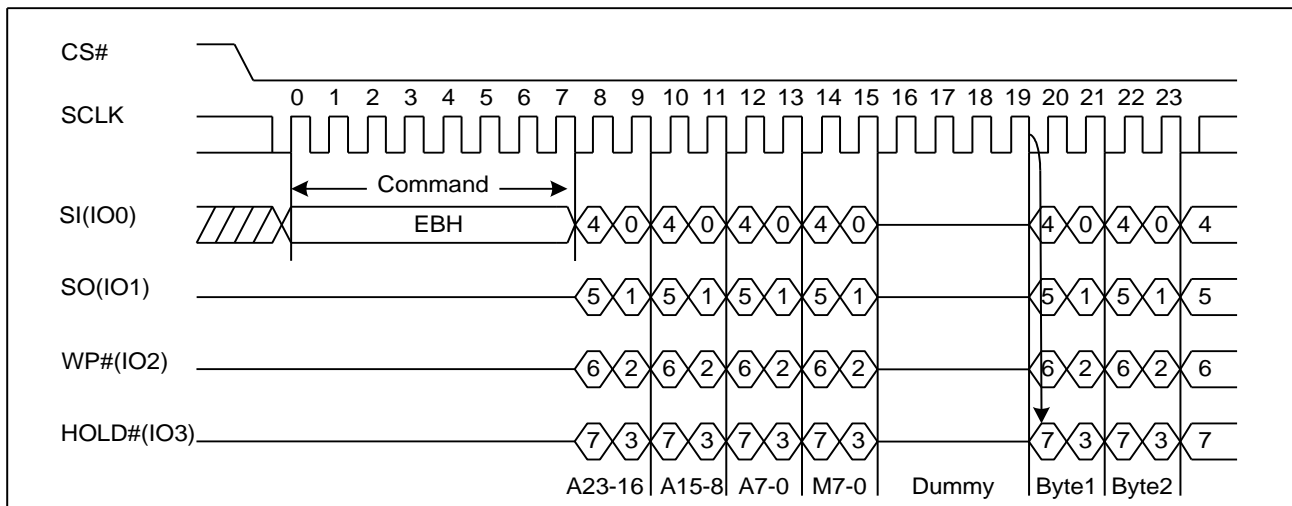 CS#
0 1 2 3 4 5 6 7 8 9 10 11 12 13 14 15 16 17 18 19 20 21 22 23
SCLK
Command
SI(IO0) EBH 4 0 4 0 4 0 4 0 4 0 4 0 4
SO(IO1) 5 1 5 1 5 1 5 1 5 1 5 1 5
WP#(IO2) 6 2 6 2 6 2 6 2 6 2 6 2 6
HOLD#(IO3) 7 3 7 3 7 3 7 3 7 3 7 3 7
A23-16 A15-8 A7-0 M7-0 Dummy Byte1 Byte2